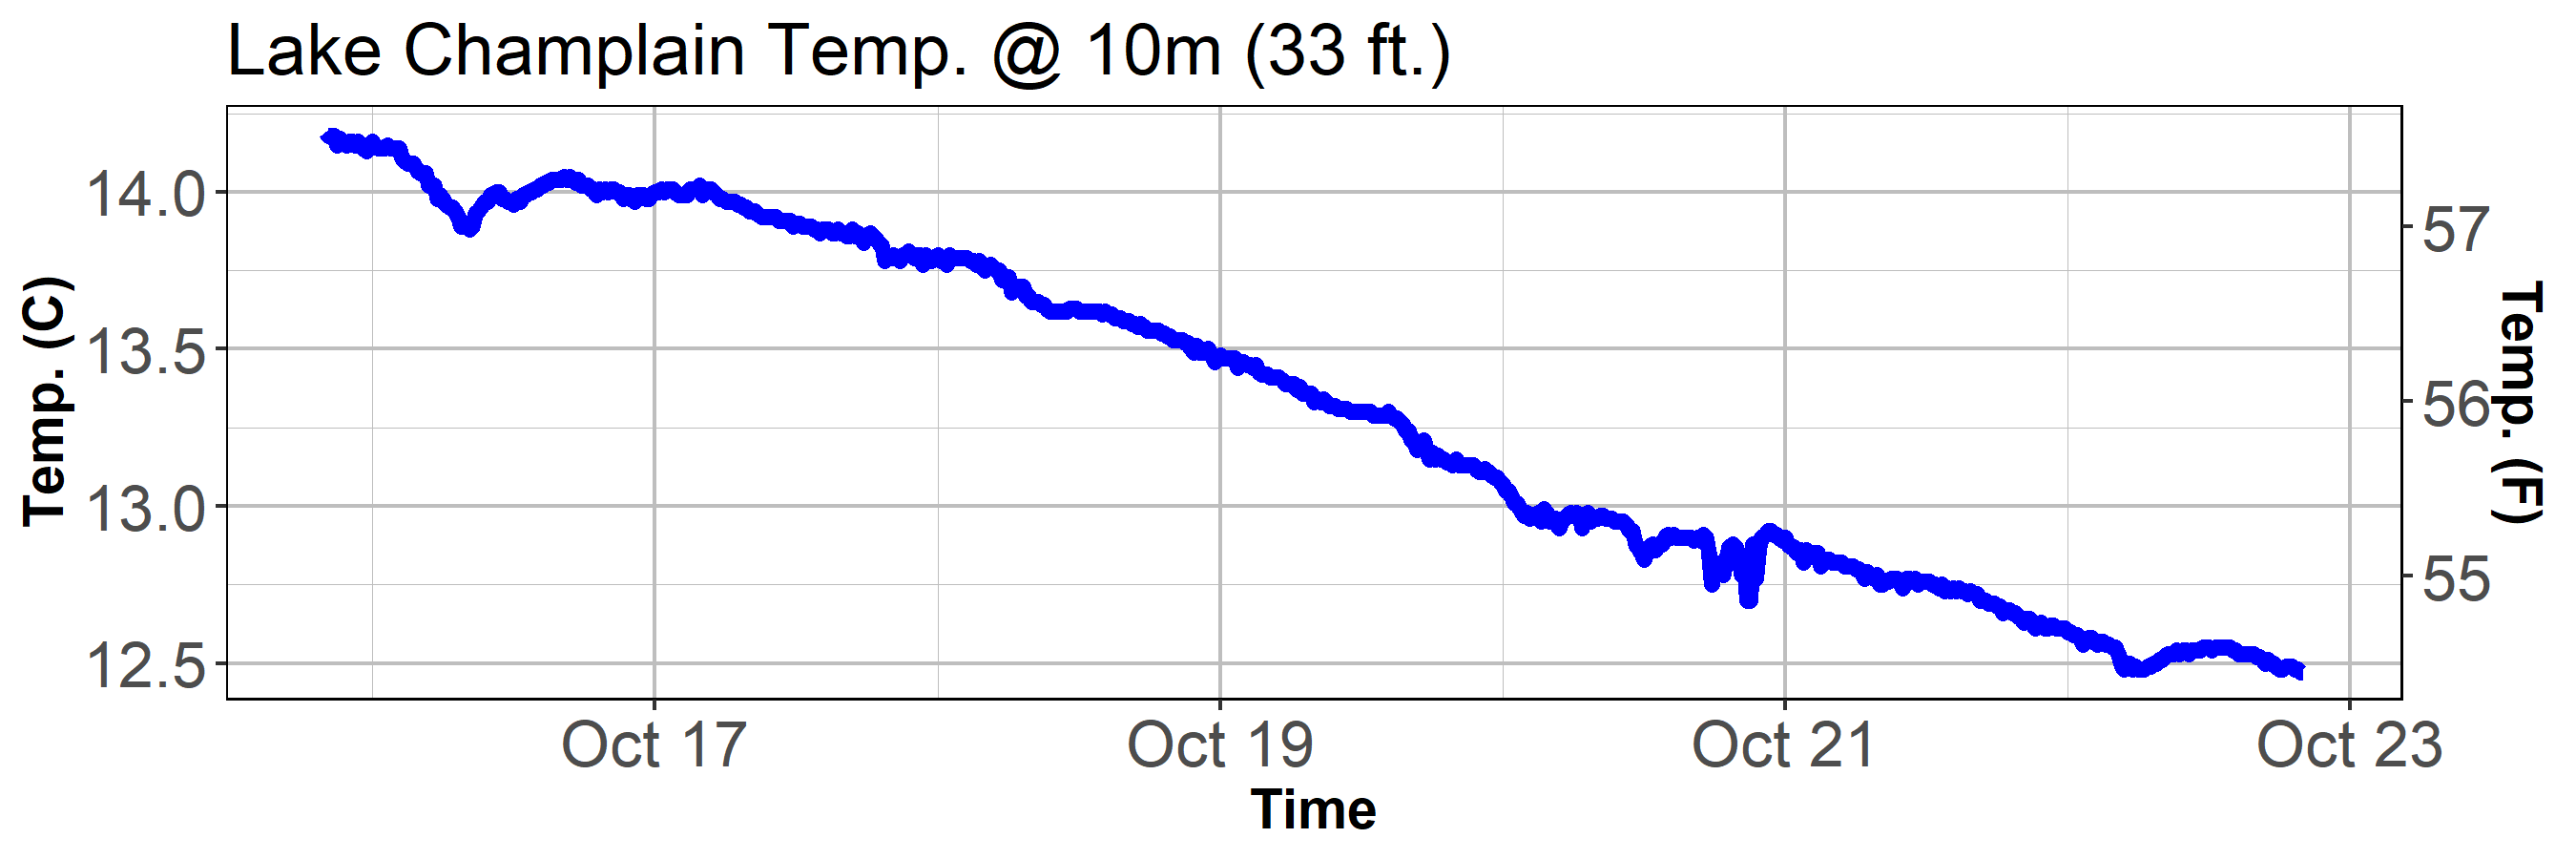 Lake Champlain Temp. @ 10m (33 ft.)
Temp. (C)
14.0
13.5
13.0
12.5
57
56
55
Temp. (F)
Oct 17
Oct 19
Oct 21
Oct 23
Time